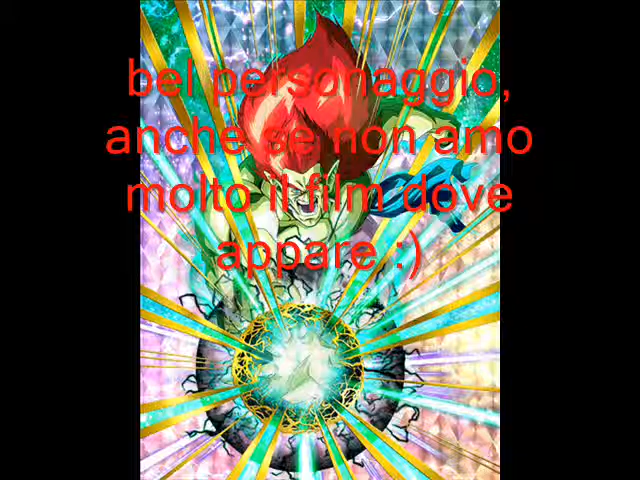 bel personaggio,
anche se non amo
molto il film dove
appare :)